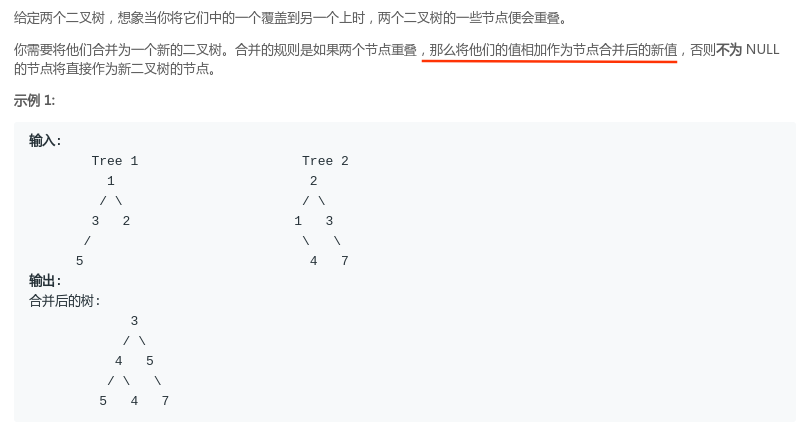 给定两个二叉树，想象当你将它们中的一个覆盖到另一个上时，两个二叉树的一些节点便会重叠。
你需要将他们合并为一个新的二叉树。合并的规则是如果两个节点重叠，那么将他们的值相加作为节点合并后的新值，否则不为 NULL
的节点将直接作为新二叉树的节点。
示例 1:
输入:
Tree 1                     Tree 2
1                         2
/ \                       / \
3   2                     1   3
/                           \   \
5                             4   7
输出:
合并后的树:
3
/ \
4   5
/ \   \
5   4   7